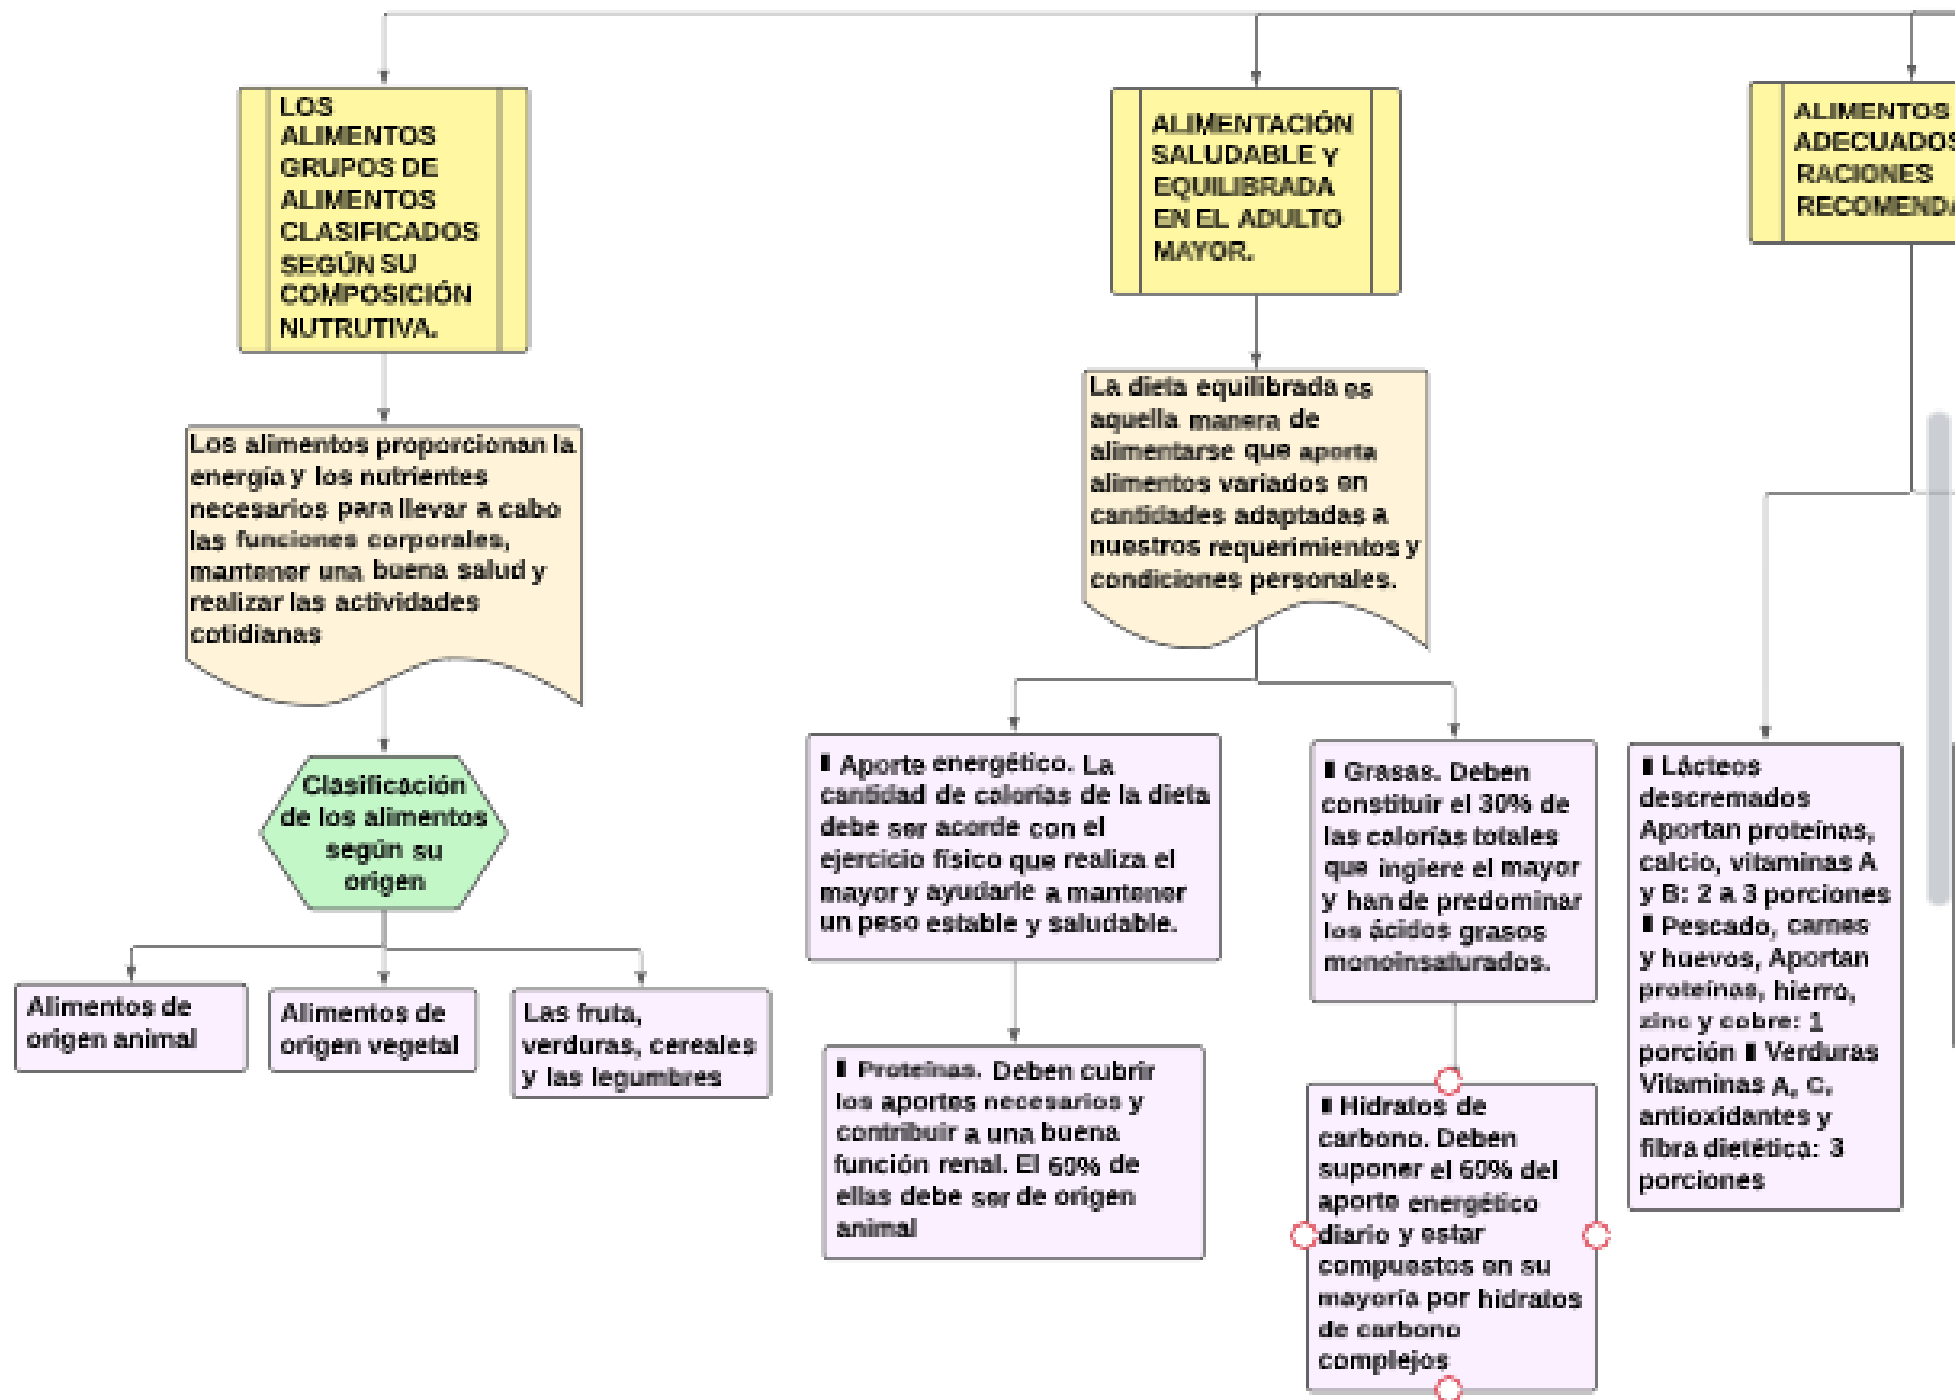 LOS
ALIMENTOS
GRUPOS DE
ALIMENTOS
CLASIFICADOS
SEGÚN SU
COMPOSICIÓN
NUTRUTIVA.
Los alimentos proporcionan la
energía y los nutrientes
necesarios para llevar a cabo
las funciones corporales,
mantener una buena salud y
realizar las actividades
cotidianas
Clasificación
de los alimentos
según su
origen
Alimentos de
origen animal
Alimentos de
origen vegetal
Las fruta,
verduras, cereales
y las legumbres
ALIMENTACIÓN
SALUDABLE Y
EQUILIBRADA
EN EL ADULTO
MAYOR.
La dieta equilibrada es
aquella manera de
alimentarse que aporta
alimentos variados en
cantidades adaptadas a
nuestros requerimientos y
condiciones personales.
Aporte energético. La
cantidad de calorías de la dieta
debe ser acorde con el
ejercicio físico que realiza el
mayor y ayudarle a mantener
un peso estable y saludable.
Proteínas. Deben cubrir
los aportes necesarios y
contribuir a una buena
función renal. El 60% de
ellas debe ser de origen
animal
Grasas. Deben
constituir el 30% de
las calorías totales
que ingiere el mayor
y han de predominar
los ácidos grasos
monoinsaturados.
Hidratos de
carbono. Deben
suponer el 60% del
aporte energético
diario y estar
compuestos en su
mayoría por hidratos
de carbono
complejos
ALIMENTOS
ADECUADOS
RACIONES
RECOMENDA
Lácteos
descremados
Aportan proteínas,
calcio, vitaminas A
y B: 2 a 3 porciones
Pescado, carnes
y huevos, Aportan
proteínas, hierro,
zinc y cobre: 1
porción ▮ Verduras
Vitaminas A, C,
antioxidantes y
fibra dietética: 3
porciones